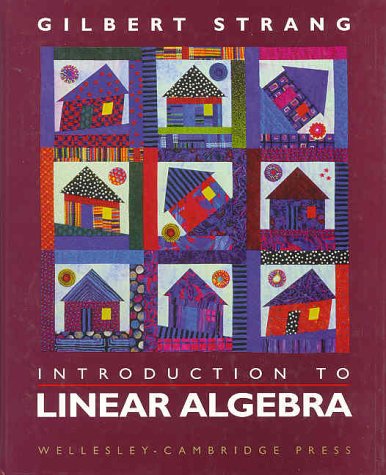 GILBERT STRANG
INTRODUCTION TO
LINEAR ALGEBRA
WELLESLEY-CAMBRIDGE PRESS